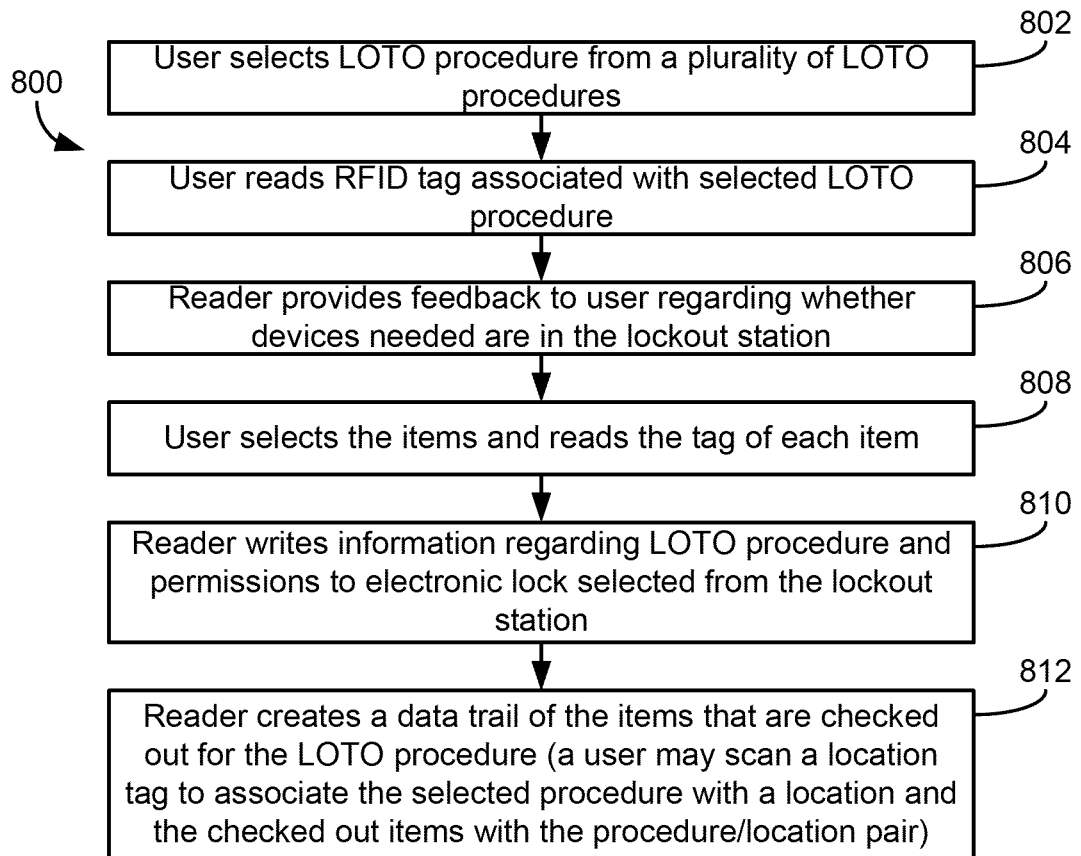 802
User selects LOTO procedure from a plurality of LOTO
procedures
800
804
User reads RFID tag associated with selected LOTO
procedure
806
Reader provides feedback to user regarding whether
devices needed are in the lockout station
808
User selects the items and reads the tag of each item
810
Reader writes information regarding LOTO procedure and
permissions to electronic lock selected from the lockout
station
812
Reader creates a data trail of the items that are checked
out for the LOTO procedure (a user may scan a location
tag to associate the selected procedure with a location and
the checked out items with the procedure/location pair)